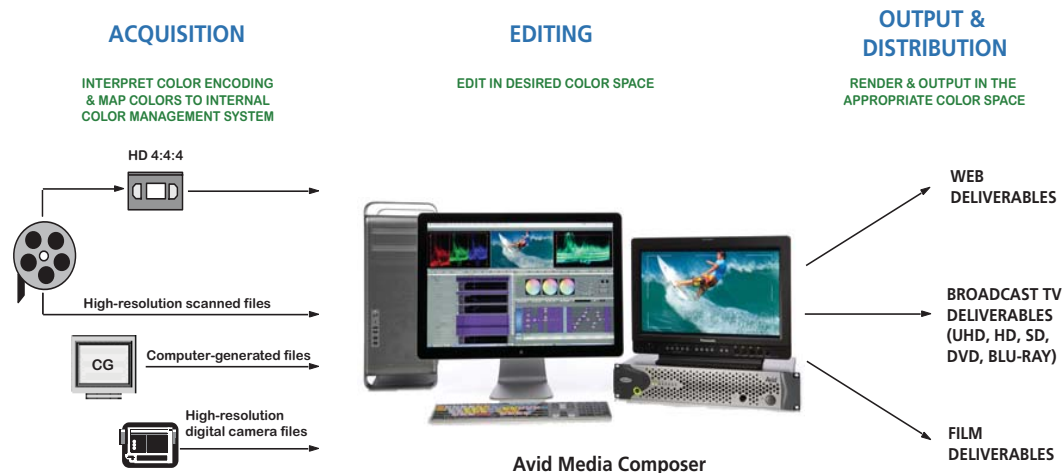 ACQUISITION
INTERPRET COLOR ENCODING
& MAP COLORS TO INTERNAL
COLOR MANAGEMENT SYSTEM
EDITING
EDIT IN DESIRED COLOR SPACE
OUTPUT &
DISTRIBUTION
RENDER & OUTPUT IN THE
APPROPRIATE COLOR SPACE
HD 4:4:4
High-resolution scanned files
CG
Computer-generated files
High-resolution
digital camera files
Avid Media Composer
WEB
DELIVERABLES
BROADCAST TV
DELIVERABLES
(UHD, HD, SD,
DVD, BLU-RAY)
FILM
DELIVERABLES